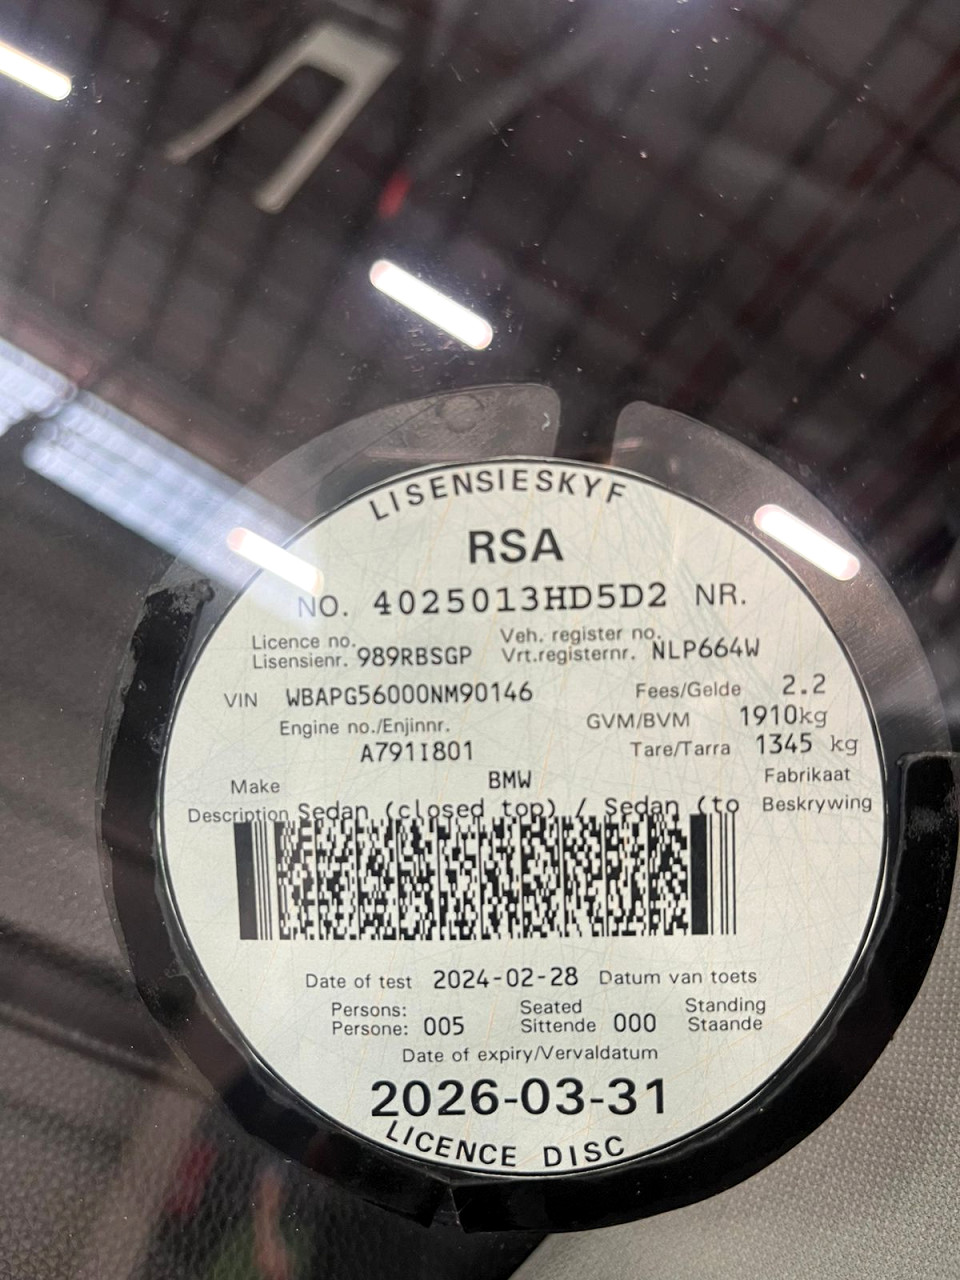 LISENSIESKYF
RSA
NO. 4025013HD5D2 NR.
Licence no. Veh. register no.
Lisensienr. 989RBSGP Vrt.registernr. NLP664W
VIN WBAPG56000NM90146 Fees/Gelde 2.2
Engine no./Enjinnr. GVM/BVM 1910kg
A791I801 Tare/Tarra 1345 kg
Make BMW Fabrikaat
Description Sedan (closed top) / Sedan (to Beskrywing
Date of test 2024-02-28 Datum van toets
Persons: Seated Standing
Persone: 005 Sittende 000 Staande
Date of expiry/Vervaldatum
2026-03-31
LICENCE DISC